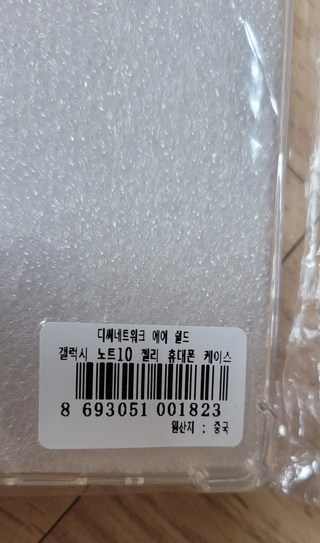 디씨네트워크 에어 쉴드
갤럭시 노트10 젤리 휴대폰 케이스
8 693051 001823
원산지 : 중국